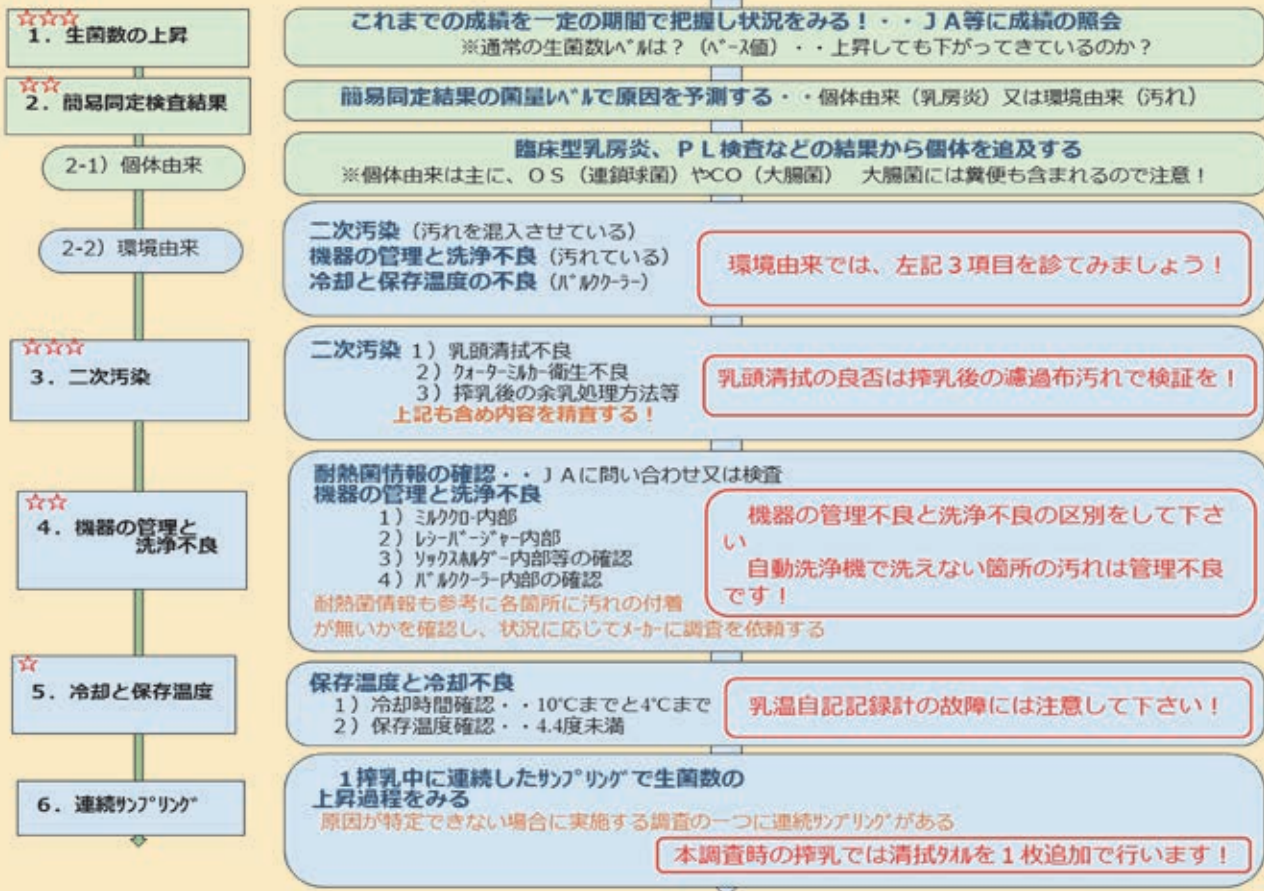 ☆☆☆
1．生菌数の上昇
これまでの成績を一定の期間で把握し状況をみる！・・ＪＡ等に成績の照会
※通常の生菌数ﾚﾍﾞﾙは？（ﾍﾞｰｽ値）・・上昇しても下がってきているのか？
☆☆
2．簡易同定検査結果
簡易同定結果の菌量ﾚﾍﾞﾙで原因を予測する・・個体由来（乳房炎）又は環境由来（汚れ）
2-1）個体由来
臨床型乳房炎、ＰＬ検査などの結果から個体を追及する
※個体由来は主に、ＯＳ（連鎖球菌）やCO（大腸菌）　大腸菌には糞便も含まれるので注意！
2-2）環境由来
二次汚染（汚れを混入させている）
機器の管理と洗浄不良（汚れている）
冷却と保存温度の不良（ﾊﾞﾙｸｸｰﾗｰ）
環境由来では、左記３項目を診てみましょう！
☆☆☆
3．二次汚染
二次汚染 1）乳頭清拭不良
2）ｸｫｰﾀｰﾐﾙｶｰ衛生不良
3）搾乳後の余乳処理方法等
上記も含め内容を精査する！
乳頭清拭の良否は搾乳後の濾過布汚れで検証を！
☆☆
4．機器の管理と
洗浄不良
耐熱菌情報の確認・・ＪＡに問い合わせ又は検査
機器の管理と洗浄不良
1）ﾐﾙｸｸﾛｰ内部
2）ﾚｼｰﾊﾞｰｼﾞｬｰ内部
3）ｿｯｸｽﾎﾙﾀﾞｰ内部等の確認
4）ﾊﾞﾙｸｸｰﾗｰ内部の確認
耐熱菌情報も参考に各箇所に汚れの付着
が無いかを確認し、状況に応じてﾒｰｶｰに調査を依頼する
機器の管理不良と洗浄不良の区別をして下さ
い
自動洗浄機で洗えない箇所の汚れは管理不良
です！
☆
5．冷却と保存温度
保存温度と冷却不良
1）冷却時間確認・・10℃までと4℃まで
2）保存温度確認・・4.4度未満
乳温自記記録計の故障には注意して下さい！
6．連続ｻﾝﾌﾟﾘﾝｸﾞ
１搾乳中に連続したｻﾝﾌﾟﾘﾝｸﾞで生菌数の
上昇過程をみる
原因が特定できない場合に実施する調査の一つに連続ｻﾝﾌﾟﾘﾝｸﾞがある
本調査時の搾乳では清拭ﾀｵﾙを１枚追加で行います！